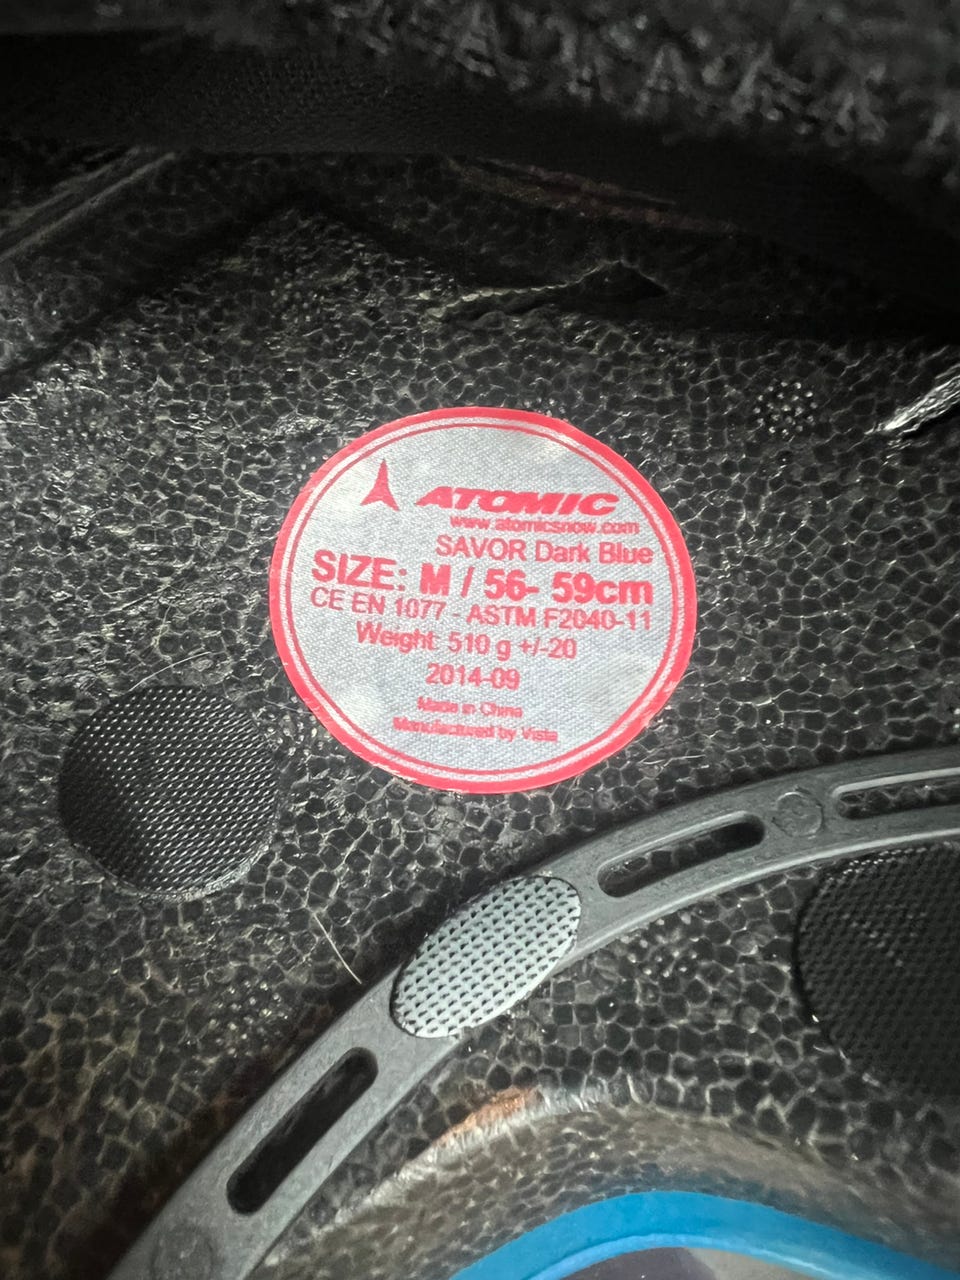 ATOMIC
www.atomicsnow.com
SAVOR Dark Blue
SIZE: M / 56- 59cm
CE EN 1077 - ASTM F2040-11
Weight: 510 g +/-20
2014-09
Made in China
Manufactured by Vista